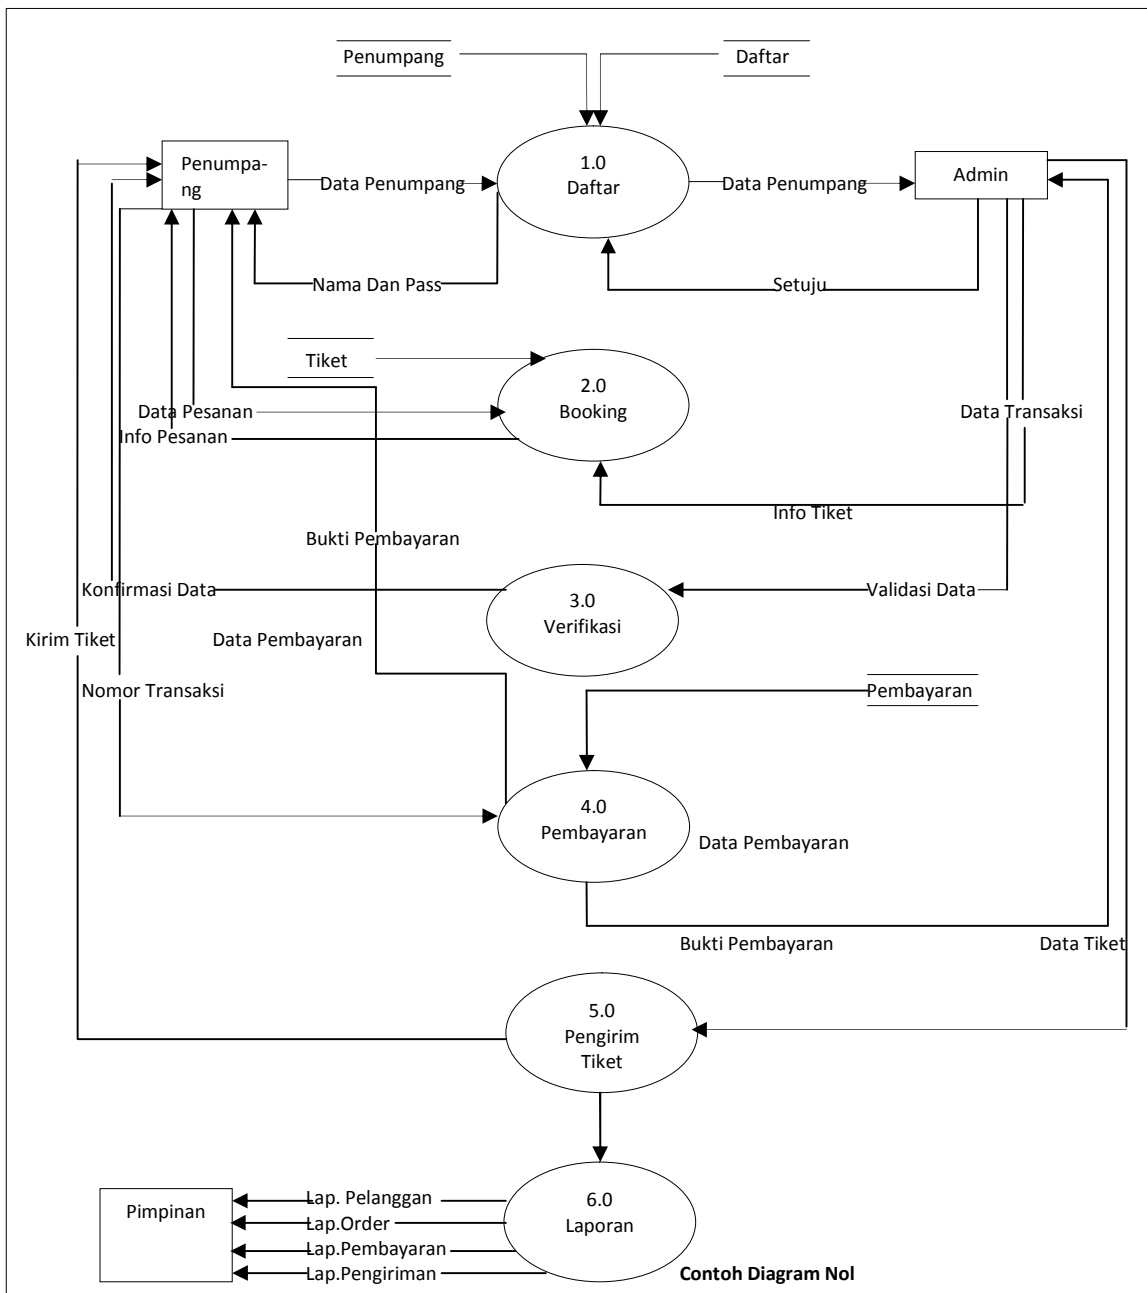 Penumpang
Daftar
Penumpa-
ng
Data Penumpang
1.0
Daftar
Data Penumpang
Admin
Nama Dan Pass
Setuju
Tiket
2.0
Booking
Data Pesanan
Info Pesanan
Data Transaksi
Info Tiket
Bukti Pembayaran
Konfirmasi Data
3.0
Verifikasi
Validasi Data
Kirim Tiket
Data Pembayaran
Nomor Transaksi
Pembayaran
4.0
Pembayaran
Data Pembayaran
Bukti Pembayaran
Data Tiket
5.0
Pengirim
Tiket
Pimpinan
Lap. Pelanggan
Lap.Order
Lap.Pembayaran
Lap.Pengiriman
6.0
Laporan
Contoh Diagram Nol